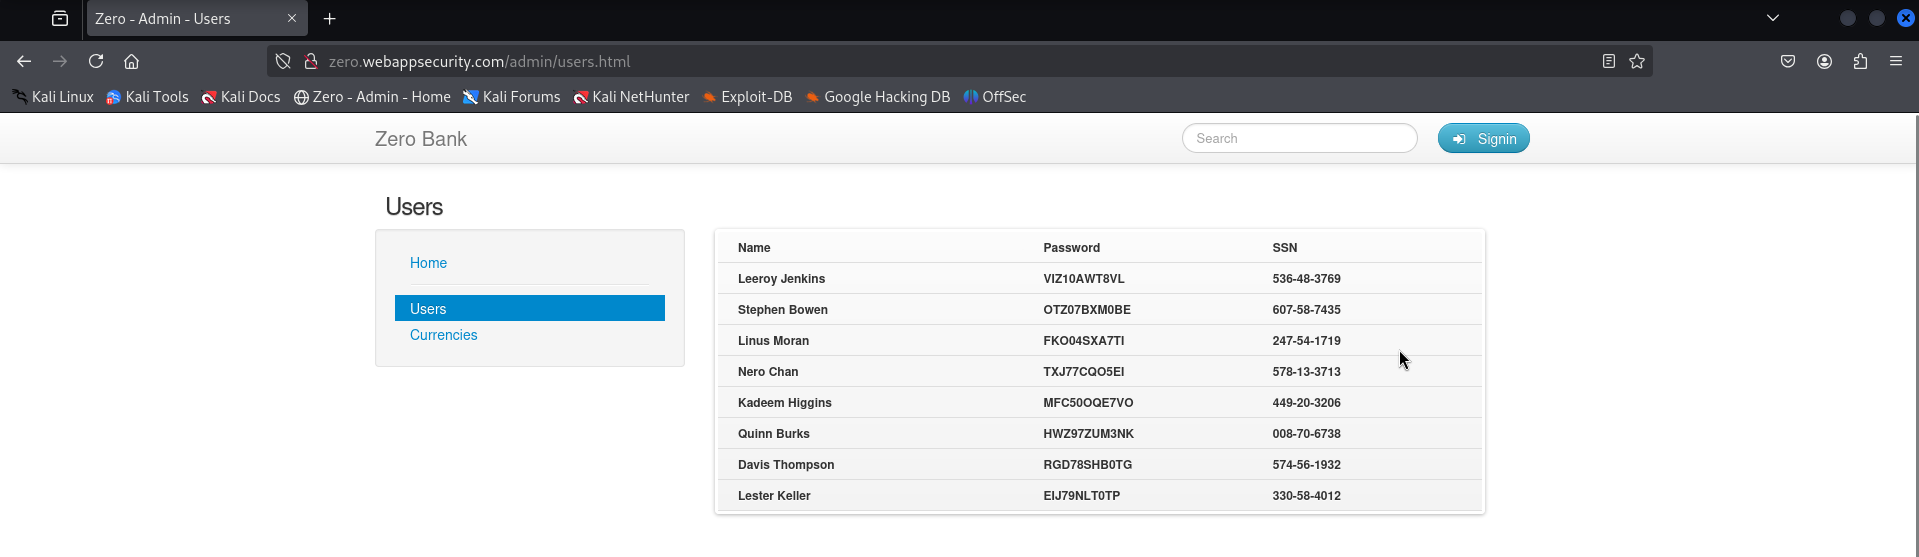 Zero - Admin - Users
zero.webappsecurity.com/admin/users.html
Kali Linux Kali Tools Kali Docs Zero - Admin - Home Kali Forums Kali NetHunter Exploit-DB Google Hacking DB OffSec
Zero Bank Search Signin
Users
Home
Users
Currencies
Name Password SSN
Leeroy Jenkins VIZ10AWT8VL 536-48-3769
Stephen Bowen OTZ07BXM0BE 607-58-7435
Linus Moran FKO04SXA7TI 247-54-1719
Nero Chan TXJ77CQO5EI 578-13-3713
Kadeem Higgins MFC50OQE7VO 449-20-3206
Quinn Burks HWZ97ZUM3NK 008-70-6738
Davis Thompson RGD78SHB0TG 574-56-1932
Lester Keller EIJ79NLT0TP 330-58-4012